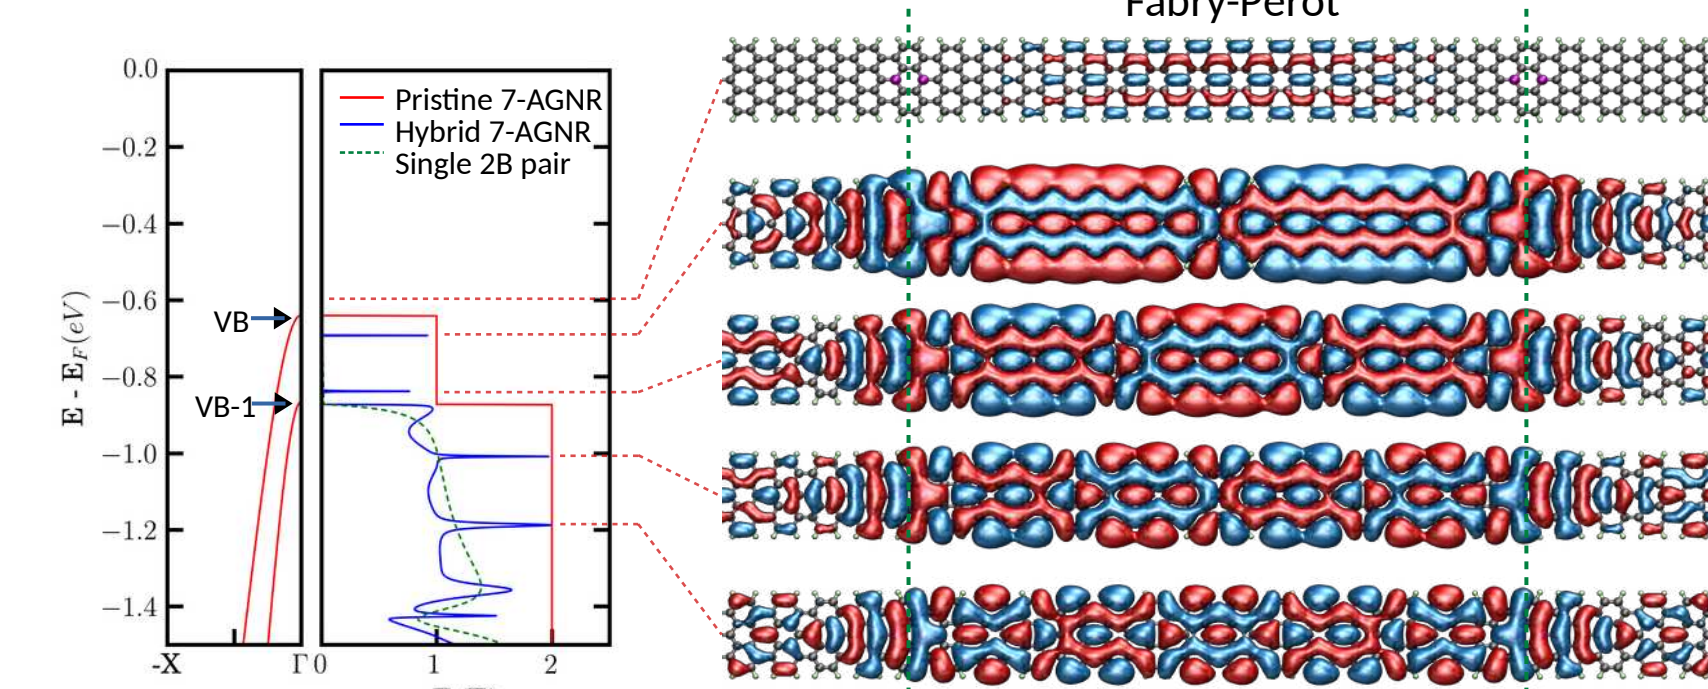 Fabry-Perot
0.0
−0.2
−0.4
−0.6
−0.8
−1.0
−1.2
−1.4
E - E_F(eV)
VB
VB-1
Pristine 7-AGNR
Hybrid 7-AGNR
Single 2B pair
-X
Γ
0
1
2